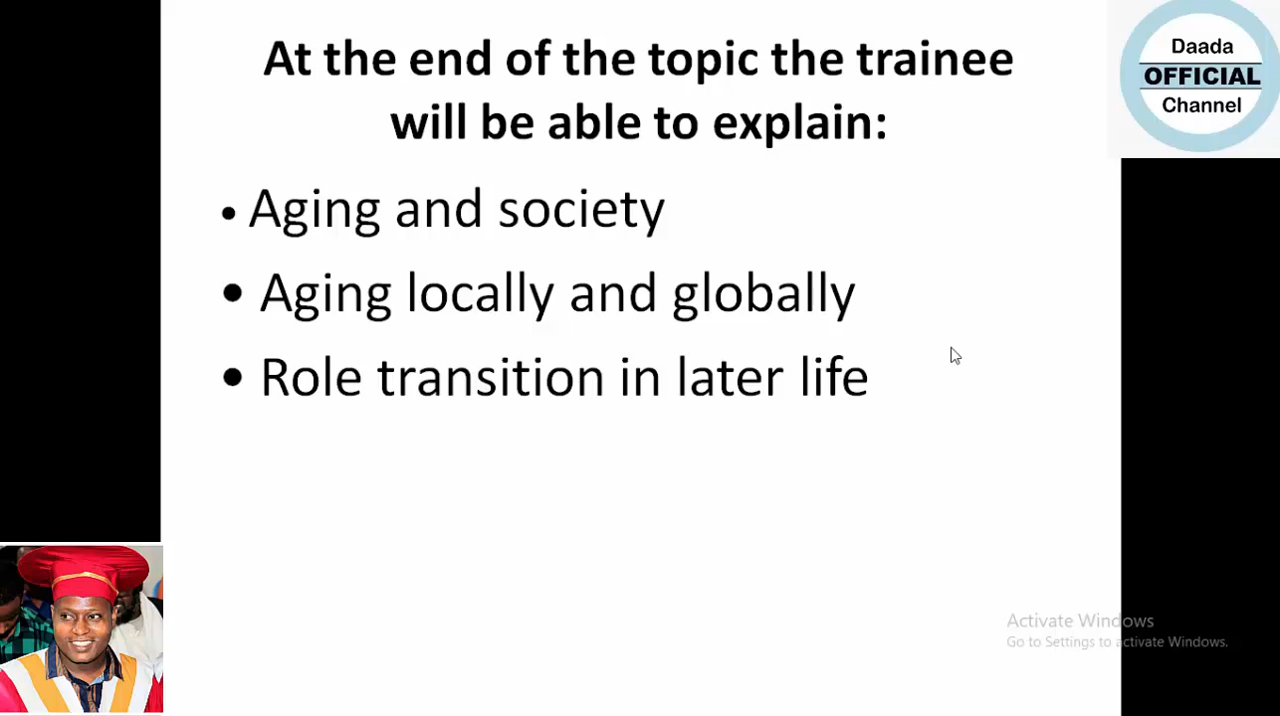 At the end of the topic the trainee
will be able to explain:
• Aging and society
• Aging locally and globally
• Role transition in later life
Daada
OFFICIAL
Channel
Activate Windows
Go to Settings to activate Windows.